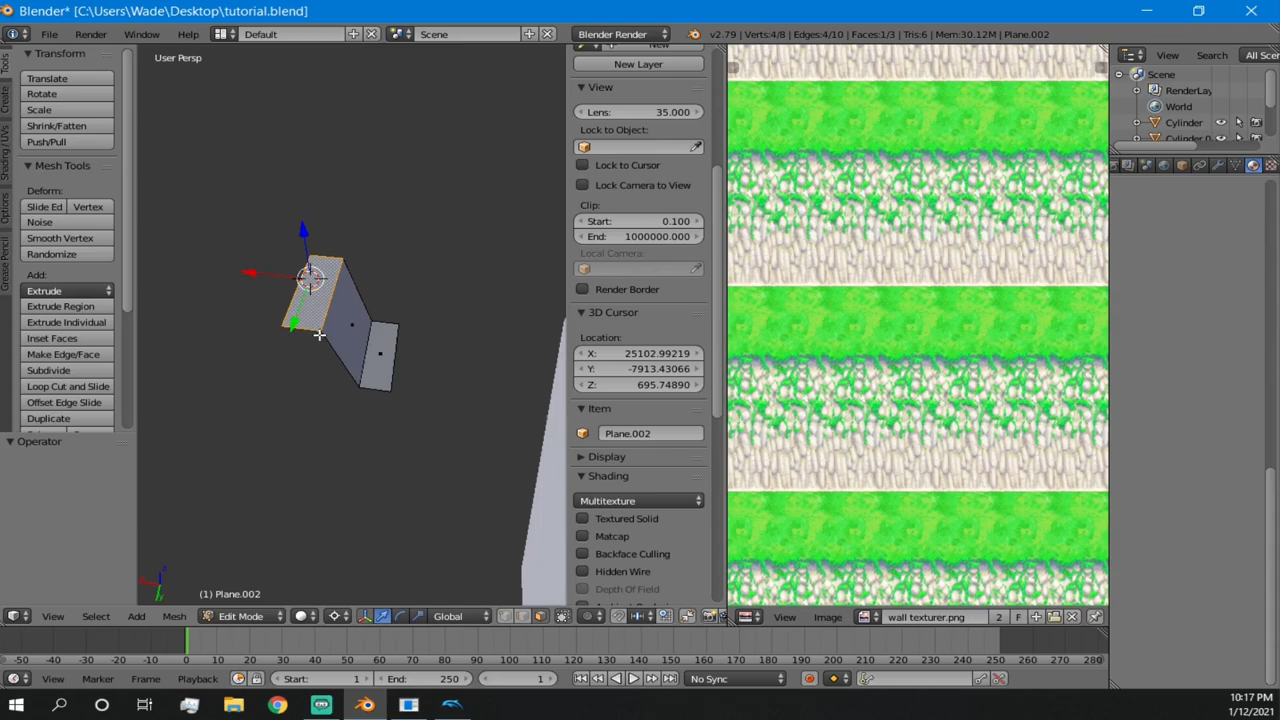 Blender* [C:\Users\Wade\Desktop\tutorial.blend]
File Render Window Help Default Scene Blender Render v2.79 | Verts:4/8 | Edges:4/10 | Faces:1/3 | Tris:6 | Mem:30.12M | Plane.002
Tools
Create
Shading / UVs
Options
Grease Pencil
Transform
Translate
Rotate
Scale
Shrink/Fatten
Push/Pull
Mesh Tools
Deform:
Slide Ed Vertex
Noise
Smooth Vertex
Randomize
Add:
Extrude
Extrude Region
Extrude Individual
Inset Faces
Make Edge/Face
Subdivide
Loop Cut and Slide
Offset Edge Slide
Duplicate
Operator
User Persp
(1) Plane.002
New
New Layer
View
Lens: 35.000
Lock to Object:
Lock to Cursor
Lock Camera to View
Clip:
Start: 0.100
End: 1000000.000
Local Camera:
Render Border
3D Cursor
Location:
X: 25102.99219
Y: -7913.43066
Z: 695.74890
Item
Plane.002
Display
Shading
Multitexture
Textured Solid
Matcap
Backface Culling
Hidden Wire
Depth Of Field
View Search All Scen
Scene
RenderLay
World
Cylinder
View Select Add Mesh Edit Mode Global
View Image wall texturer.png 2 F
-50 -40 -30 -20 -10 0 10 20 30 40 50 60 70 80 90 100 110 120 130 140 150 160 170 180 190 200 210 220 230 240 250 260 270 280
View Marker Frame Playback Start: 1 End: 250 1 No Sync
10:17 PM
1/12/2021